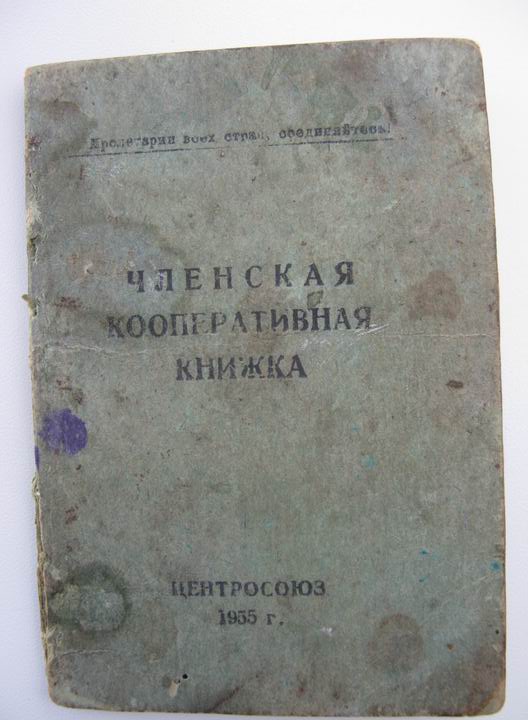 Пролетарии всех стран, соединяйтесь!
ЧЛЕНСКАЯ
КООПЕРАТИВНАЯ
КНИЖКА
ЦЕНТРОСОЮЗ
1955 г.